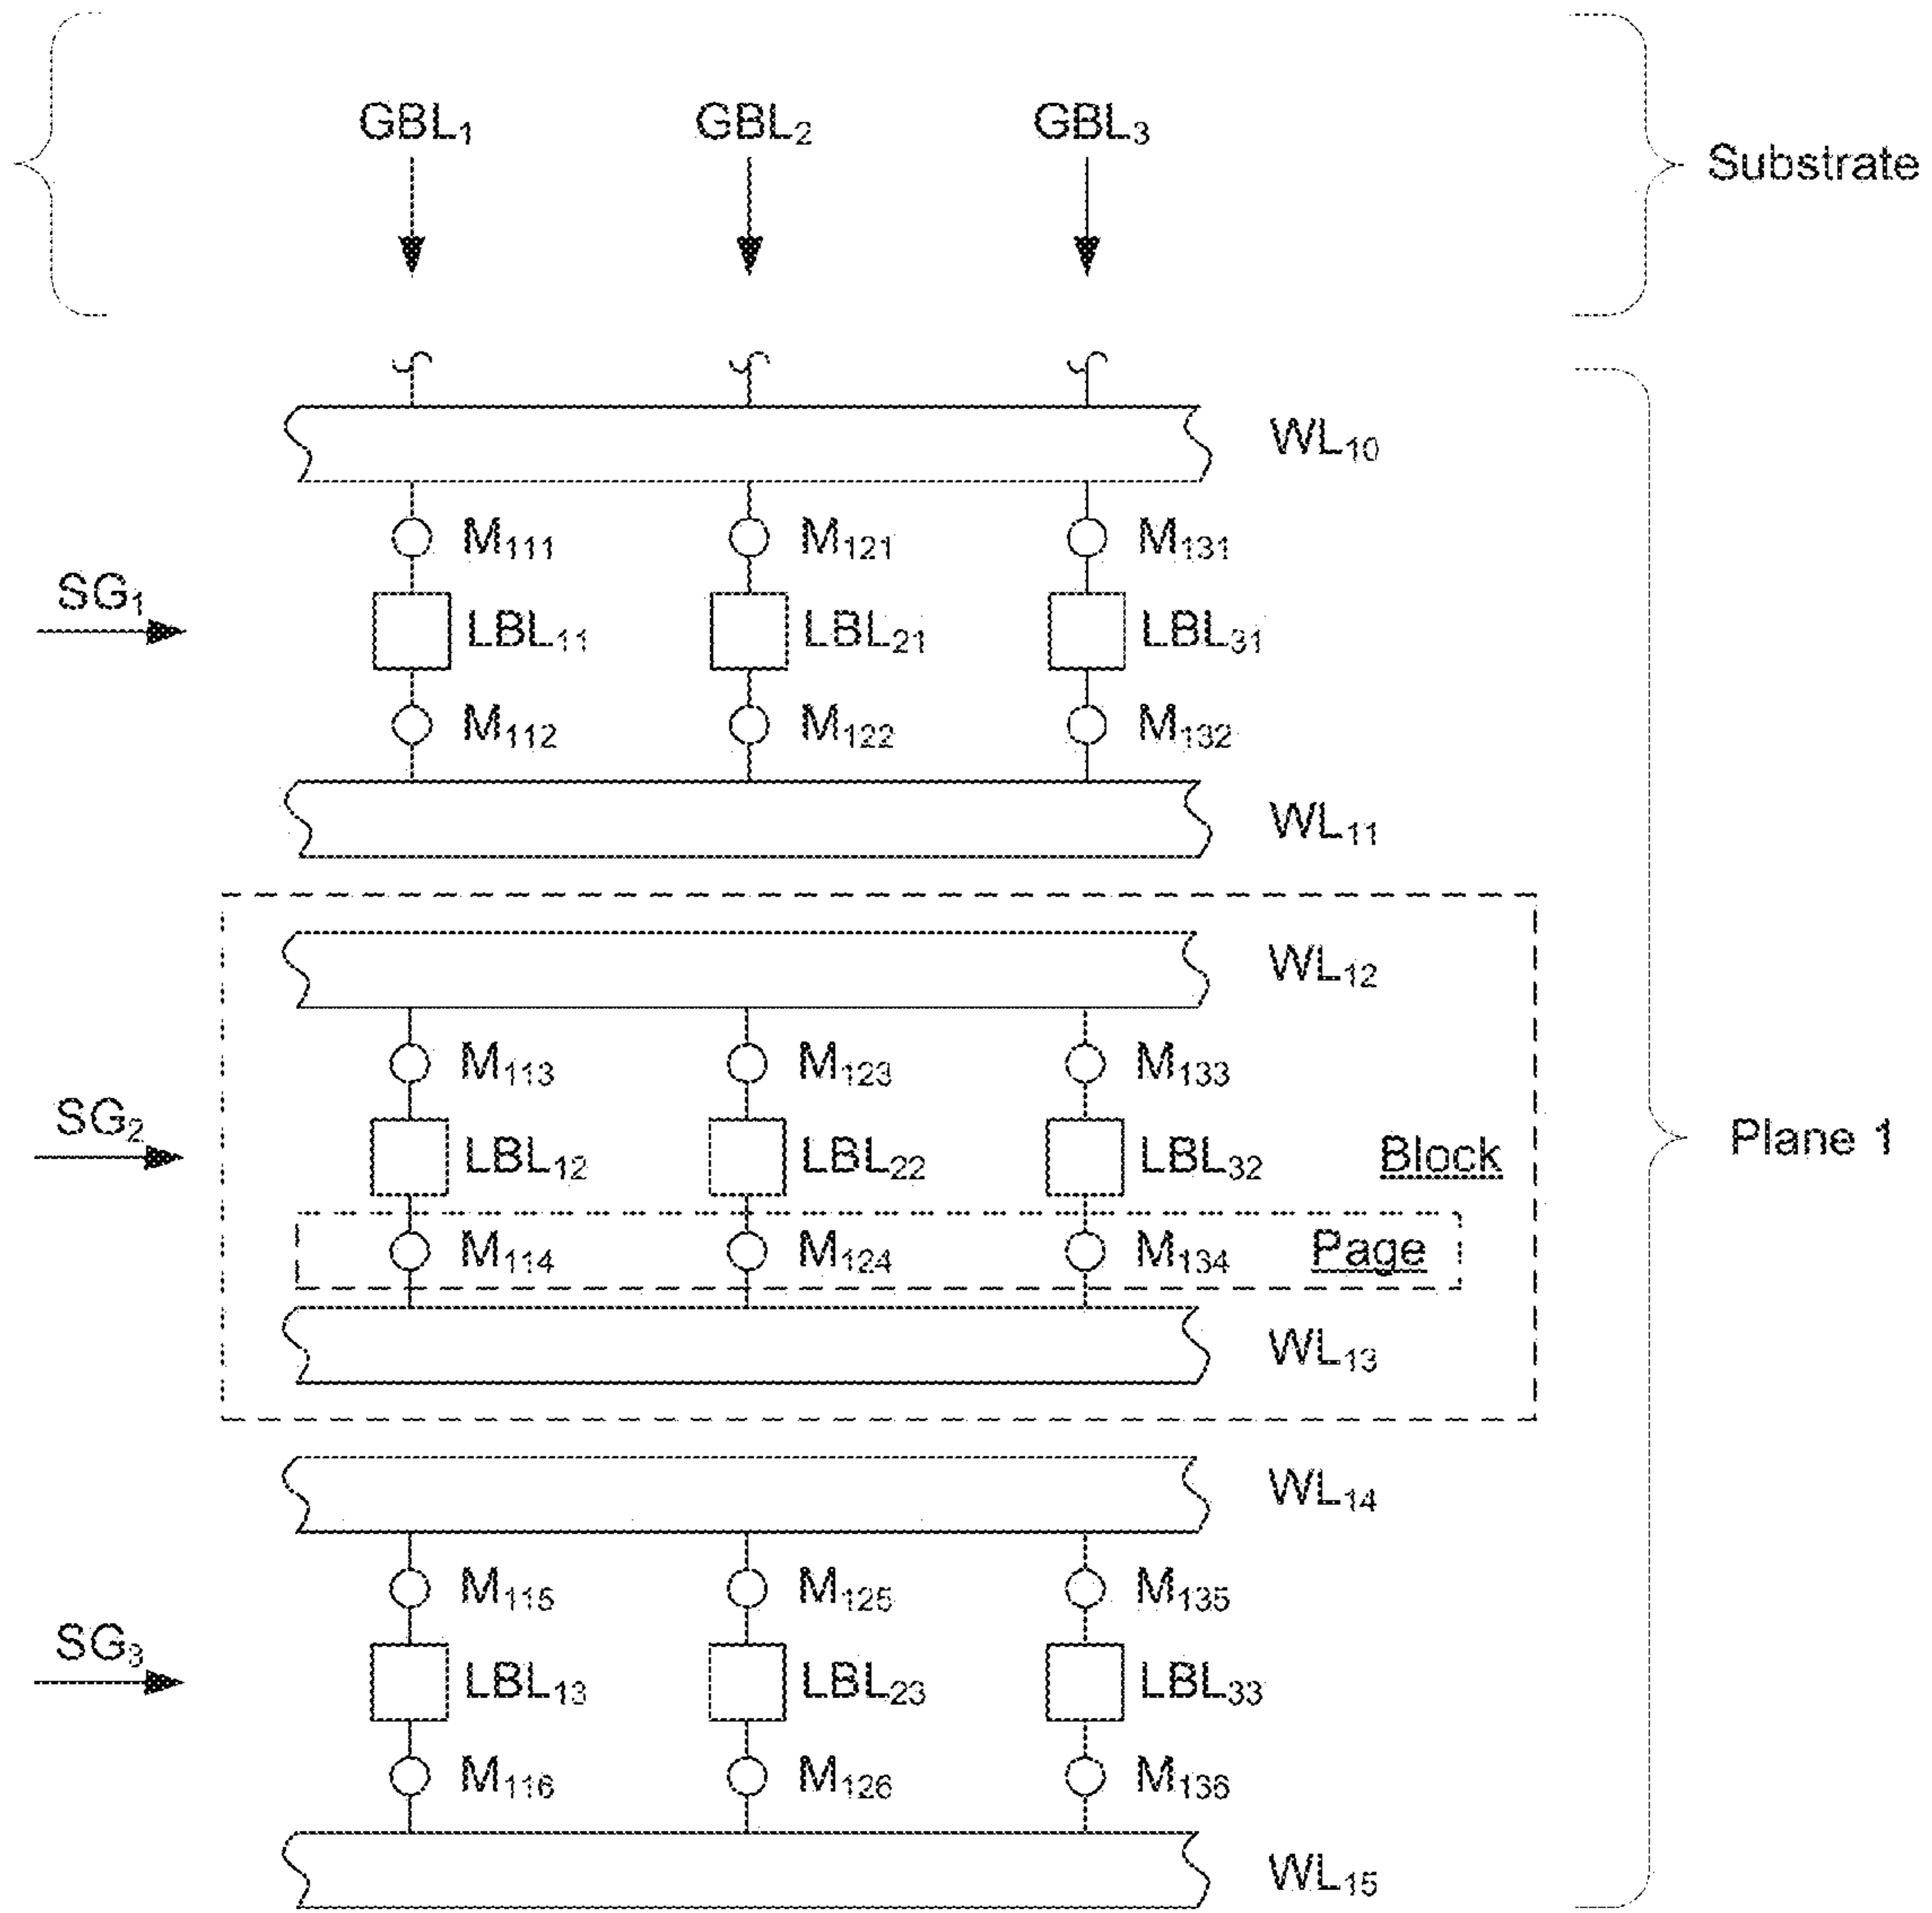 GBL₁ GBL₂ GBL₃
Substrate
WL₁₀
M₁₁₁ M₁₂₁ M₁₃₁
SG₁
LBL₁₁ LBL₂₁ LBL₃₁
M₁₁₂ M₁₂₂ M₁₃₂
WL₁₁
WL₁₂
M₁₁₃ M₁₂₃ M₁₃₃
SG₂
LBL₁₂ LBL₂₂ LBL₃₂ Block
Plane 1
M₁₁₄ M₁₂₄ M₁₃₄ Page
WL₁₃
WL₁₄
M₁₁₅ M₁₂₅ M₁₃₅
SG₃
LBL₁₃ LBL₂₃ LBL₃₃
M₁₁₆ M₁₂₆ M₁₃₆
WL₁₅